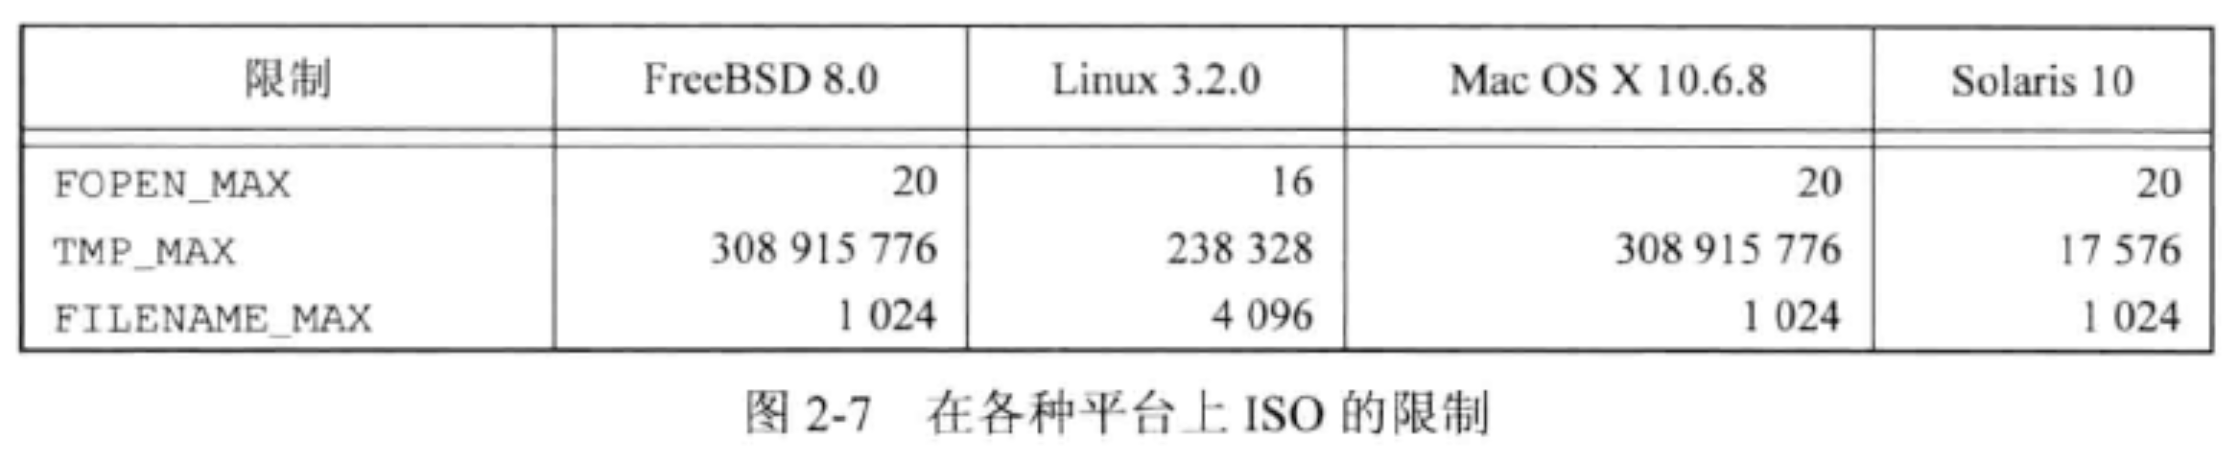 限制 FreeBSD 8.0 Linux 3.2.0 Mac OS X 10.6.8 Solaris 10
FOPEN_MAX 20 16 20 20
TMP_MAX 308 915 776 238 328 308 915 776 17 576
FILENAME_MAX 1 024 4 096 1 024 1 024
图 2-7 在各种平台上 ISO 的限制